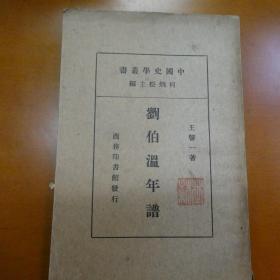 中國史學叢書
何炳松主編
王馨一著
劉伯溫年譜
商務印書館發行